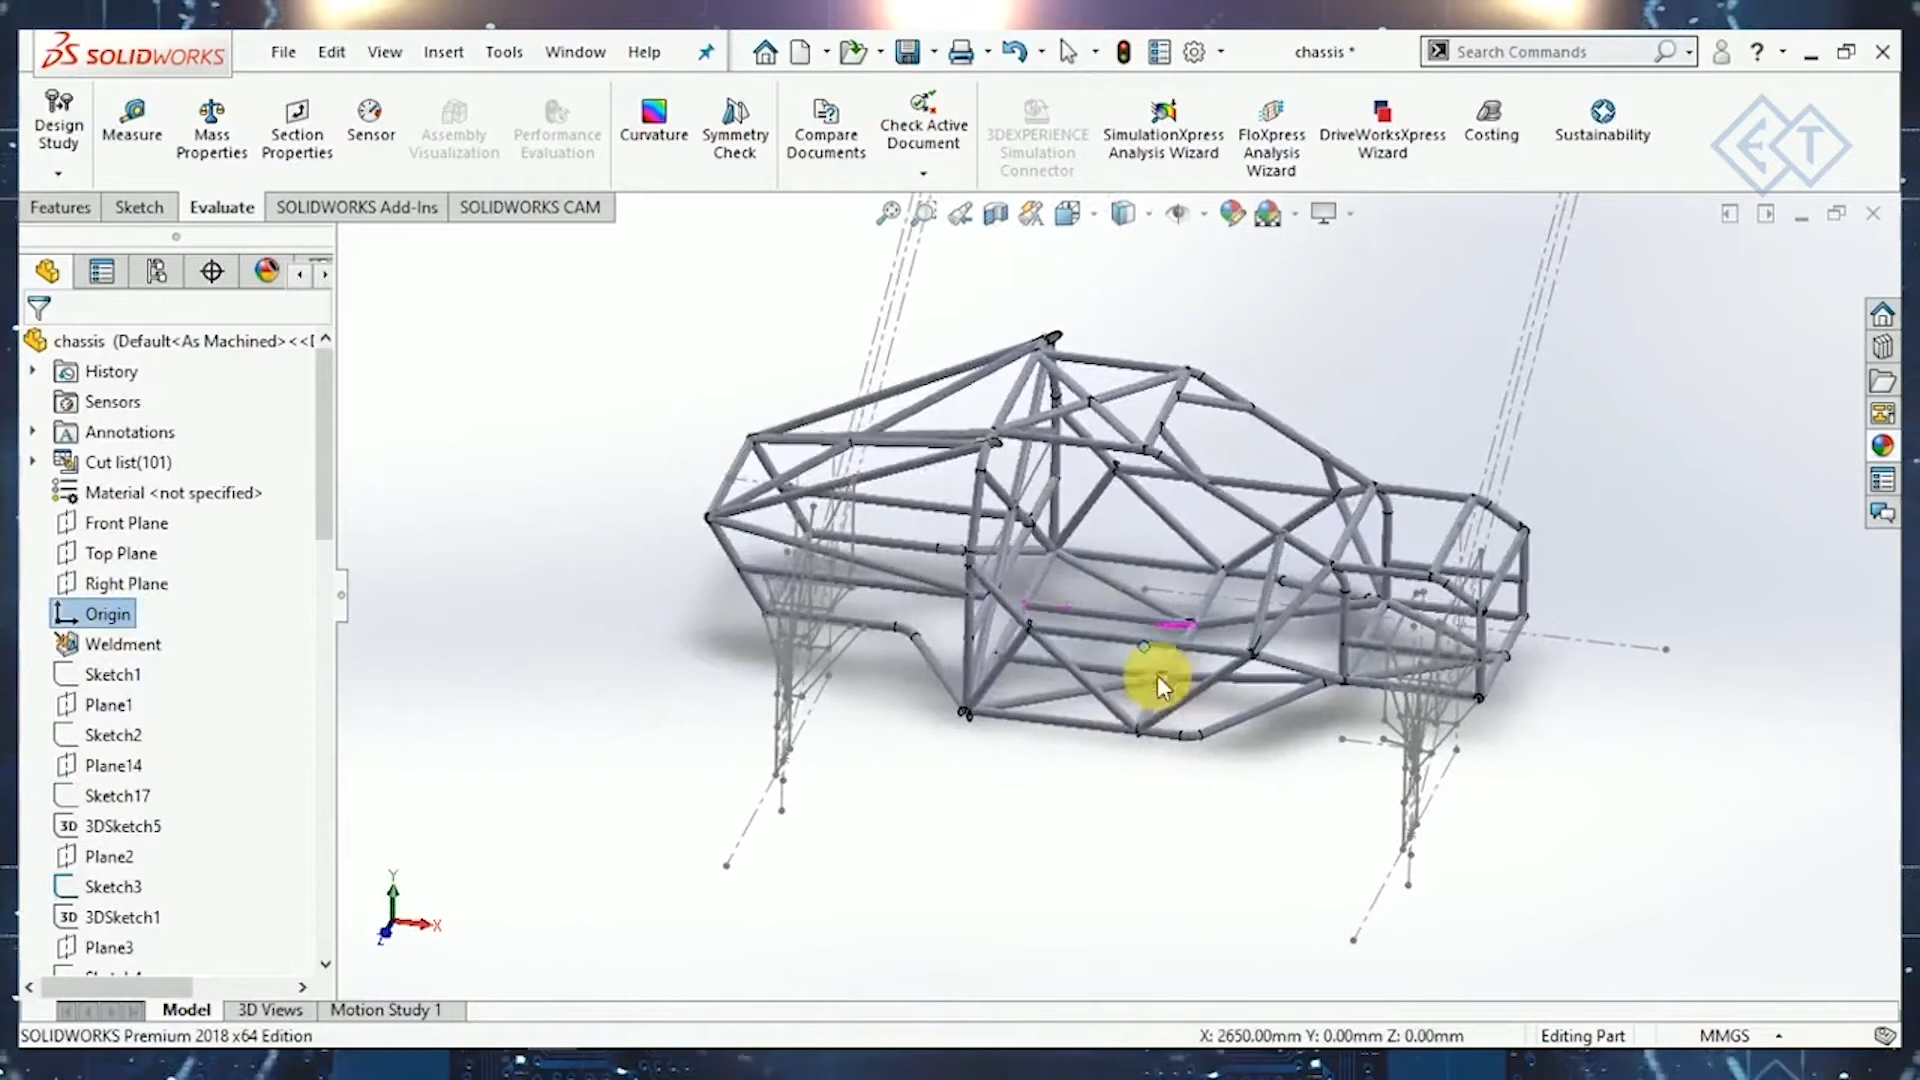 SOLIDWORKS File Edit View Insert Tools Window Help chassis * Search Commands ?
Design Study
Measure
Mass Properties
Section Properties
Sensor
Assembly Visualization
Performance Evaluation
Curvature
Symmetry Check
Compare Documents
Check Active Document
3DEXPERIENCE Simulation Connector
SimulationXpress Analysis Wizard
FloXpress Analysis Wizard
DriveWorksXpress Wizard
Costing
Sustainability
ET
Features Sketch Evaluate SOLIDWORKS Add-Ins SOLIDWORKS CAM
chassis (Default<As Machined><<
History
Sensors
Annotations
Cut list(101)
Material <not specified>
Front Plane
Top Plane
Right Plane
Origin
Weldment
Sketch1
Plane1
Sketch2
Plane14
Sketch17
3D 3DSketch5
Plane2
Sketch3
3D 3DSketch1
Plane3
Y
X
Z
Model 3D Views Motion Study 1
SOLIDWORKS Premium 2018 x64 Edition X: 2650.00mm Y: 0.00mm Z: 0.00mm Editing Part MMGS